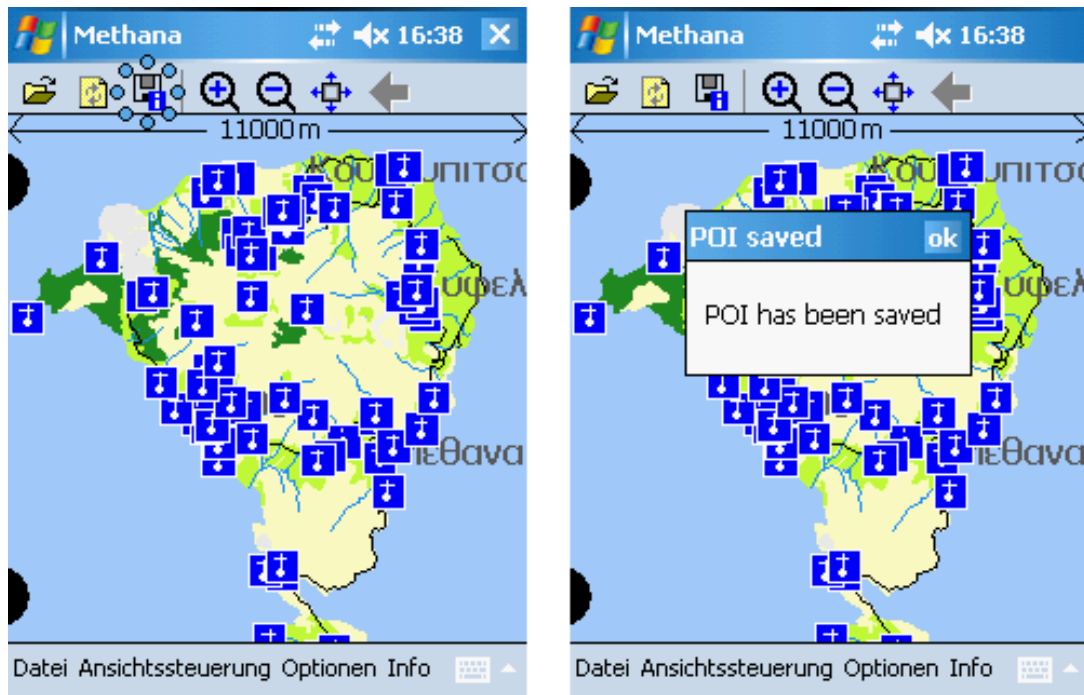 Methana 16:38
11000 m
Datei Ansichtssteuerung Optionen Info
Methana 16:38
11000 m
POI saved ok
POI has been saved
Datei Ansichtssteuerung Optionen Info